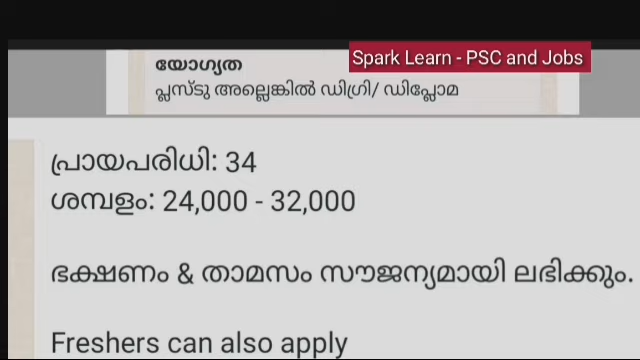 Spark Learn - PSC and Jobs
യോഗ്യത
പ്ലസ്ടു അല്ലെങ്കിൽ ഡിഗ്രി/ ഡിപ്ലോമ
പ്രായപരിധി: 34
ശമ്പളം: 24,000 - 32,000
ഭക്ഷണം & താമസം സൗജന്യമായി ലഭിക്കും.
Freshers can also apply